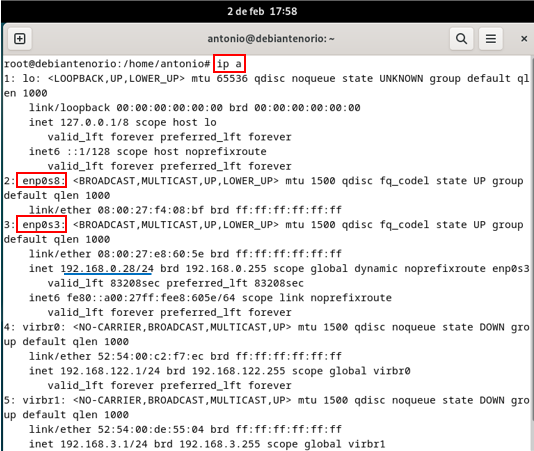 2 de feb 17:58
antonio@debiantenorio: ~
root@debiantenorio:/home/antonio# ip a
1: lo: <LOOPBACK,UP,LOWER_UP> mtu 65536 qdisc noqueue state UNKNOWN group default ql
en 1000
    link/loopback 00:00:00:00:00:00 brd 00:00:00:00:00:00
    inet 127.0.0.1/8 scope host lo
       valid_lft forever preferred_lft forever
    inet6 ::1/128 scope host noprefixroute
       valid_lft forever preferred_lft forever
2: enp0s8: <BROADCAST,MULTICAST,UP,LOWER_UP> mtu 1500 qdisc fq_codel state UP group
default qlen 1000
    link/ether 08:00:27:f4:08:bf brd ff:ff:ff:ff:ff:ff
3: enp0s3: <BROADCAST,MULTICAST,UP,LOWER_UP> mtu 1500 qdisc fq_codel state UP group
default qlen 1000
    link/ether 08:00:27:e8:60:5e brd ff:ff:ff:ff:ff:ff
    inet 192.168.0.28/24 brd 192.168.0.255 scope global dynamic noprefixroute enp0s3
       valid_lft 83208sec preferred_lft 83208sec
    inet6 fe80::a00:27ff:fee8:605e/64 scope link noprefixroute
       valid_lft forever preferred_lft forever
4: virbr0: <NO-CARRIER,BROADCAST,MULTICAST,UP> mtu 1500 qdisc noqueue state DOWN gro
up default qlen 1000
    link/ether 52:54:00:c2:f7:ec brd ff:ff:ff:ff:ff:ff
    inet 192.168.122.1/24 brd 192.168.122.255 scope global virbr0
       valid_lft forever preferred_lft forever
5: virbr1: <NO-CARRIER,BROADCAST,MULTICAST,UP> mtu 1500 qdisc noqueue state DOWN gro
up default qlen 1000
    link/ether 52:54:00:de:55:04 brd ff:ff:ff:ff:ff:ff
    inet 192.168.3.1/24 brd 192.168.3.255 scope global virbr1